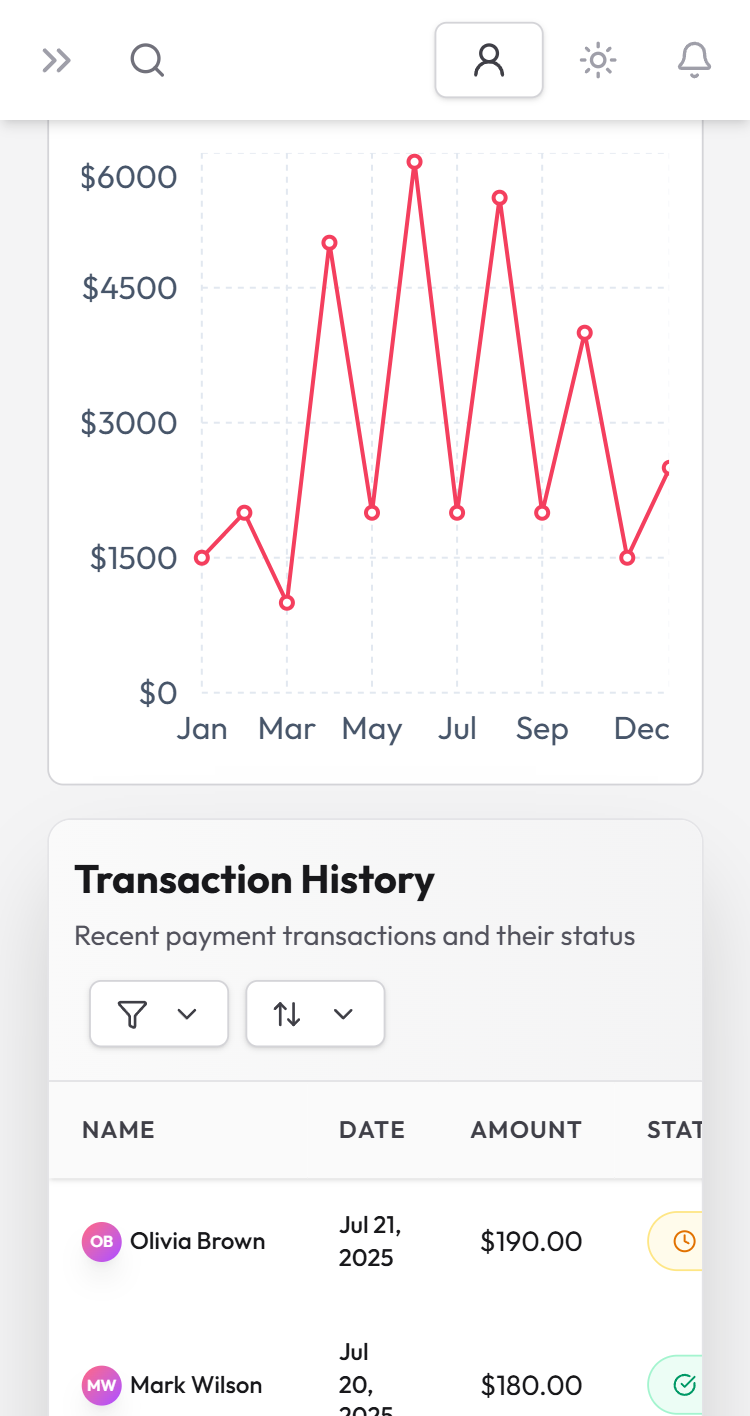 $6000
$4500
$3000
$1500
$0
Jan Mar May Jul Sep Dec
Transaction History
Recent payment transactions and their status
NAME DATE AMOUNT STAT
OB Olivia Brown Jul 21, $190.00
2025
Jul
MW Mark Wilson 20, $180.00
2025